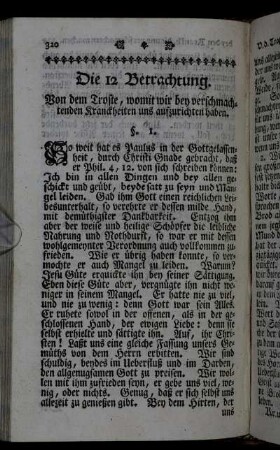 320
Die 12 Betrachtung.
Von dem Troste, womit wir bey verschmach-
tenden Kranckheiten uns aufzurichten haben.
§. 1.
So weit hat es Paulus in der Gottgelassen-
heit, durch Christi Gnade gebracht, daß
er Phil. 4, 12. von sich schreiben können:
Ich bin in allen Dingen und bey allen ge-
schickt und geübt, beyde satt zu seyn und Man-
gel leiden. Gab ihm Gott einen reichlichen Le-
bensunterhalt, so verehrte er dessen milde Hand,
mit demüthigster Danckbarkeit. Entzog ihm
aber der weise und heilige Schöpfer die leibliche
Nahrung und Nothdurft, so war er mit dessen
wohlgemeynter Verordnung auch vollkommen zu-
frieden. Wie er übrig haben konnte, so ver-
mochte er auch Mangel zu leiden. Warum?
Jesu Güte erquickte ihn bey seiner Sättigung.
Eben diese Güte aber, vergnügte ihn nicht we-
niger in seinem Mangel. Er hatte nie zu viel,
und nie zu wenig: denn Gott war sein Alles.
Er ruhete sowol in der offenen, als in der ge-
schlossenen Hand, der ewigen Liebe: denn sie
selbst erhielte und sättigte ihn. Auf, ihr Chri-
sten! Laßt uns eine gleiche Fassung unsers Ge-
müths von dem Herrn erbitten. Wir sind
schuldig, beydes im Ueberfluß und im Darben,
den allgenugsamen Gott zu preisen. Wir wol-
len mit ihm zufrieden seyn, er gebe uns viel, we-
nig, oder nichts. Genug, daß er sich selbst uns
allezeit zu geniessen gibt. Bey dem Hirten, der
uns